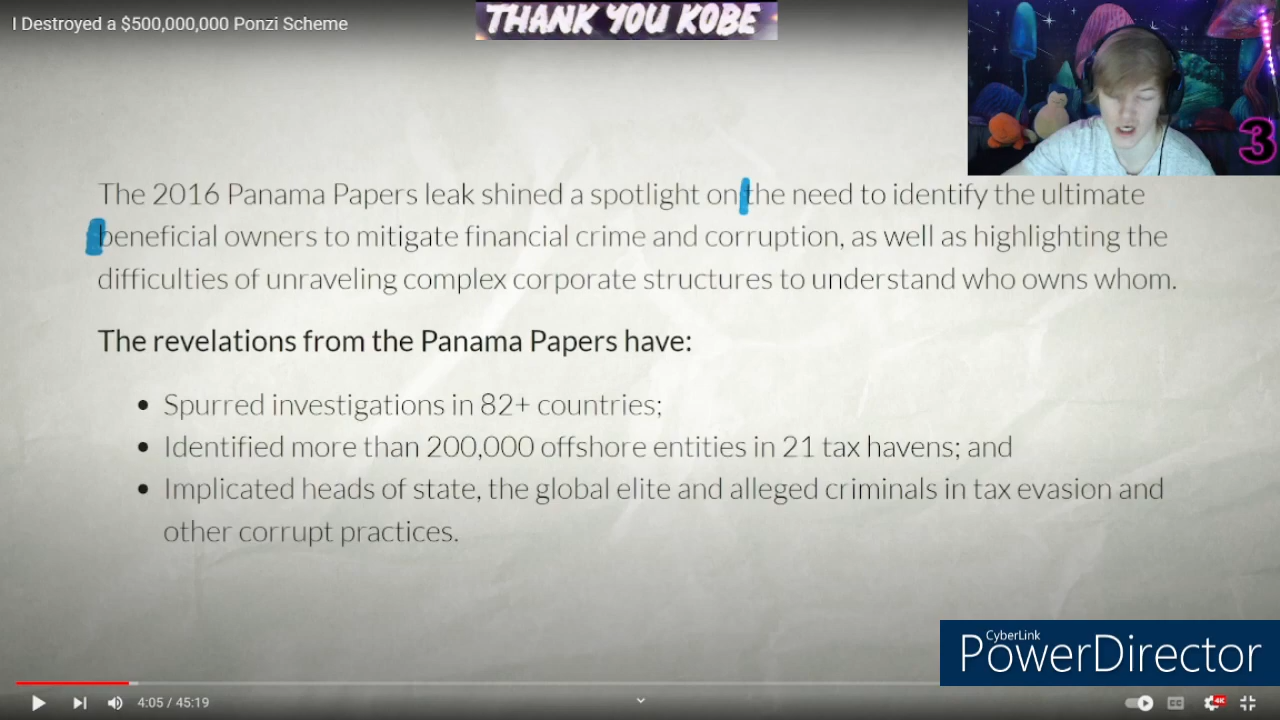 I Destroyed a $500,000,000 Ponzi Scheme
THANK YOU KOBE
3
The 2016 Panama Papers leak shined a spotlight on the need to identify the ultimate
beneficial owners to mitigate financial crime and corruption, as well as highlighting the
difficulties of unraveling complex corporate structures to understand who owns whom.
The revelations from the Panama Papers have:
• Spurred investigations in 82+ countries;
• Identified more than 200,000 offshore entities in 21 tax havens; and
• Implicated heads of state, the global elite and alleged criminals in tax evasion and
other corrupt practices.
CyberLink
PowerDirector
4:05 / 45:19
CC
4K